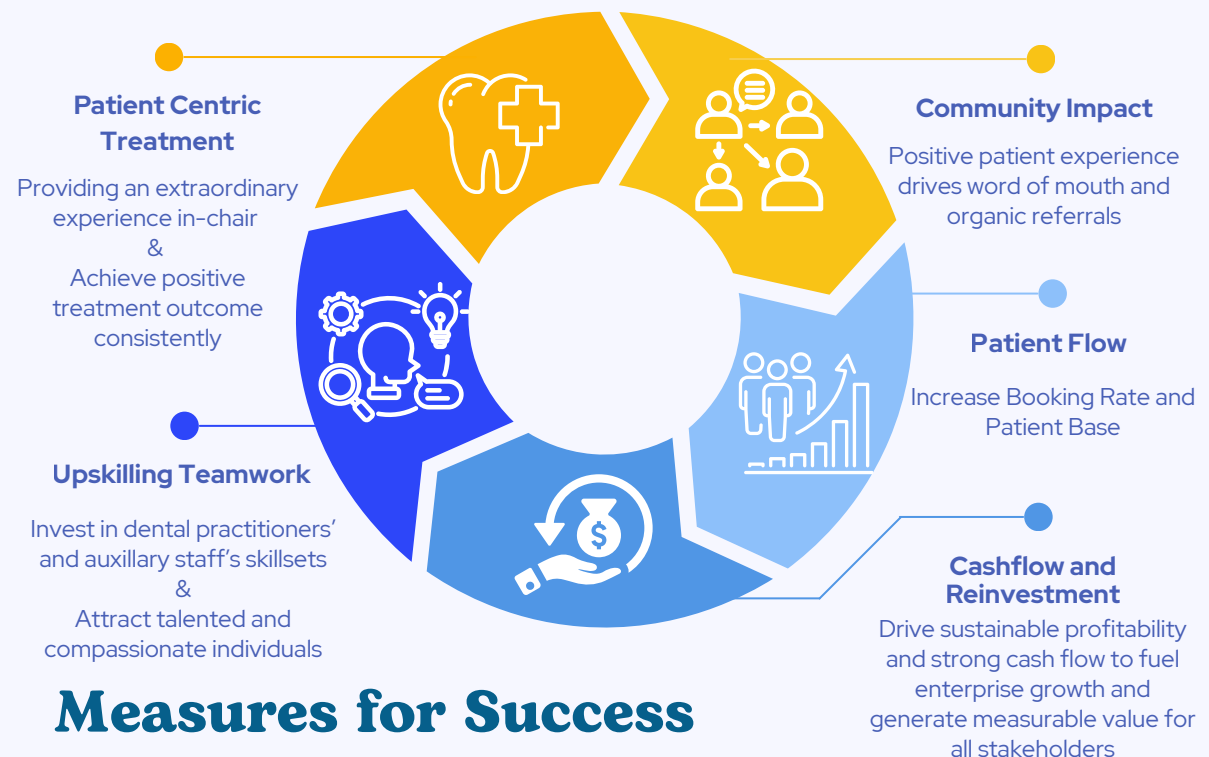 Patient Centric
Treatment
Providing an extraordinary
experience in-chair
&
Achieve positive
treatment outcome
consistently
Community Impact
Positive patient experience
drives word of mouth and
organic referrals
Patient Flow
Increase Booking Rate and
Patient Base
Upskilling Teamwork
Invest in dental practitioners’
and auxillary staff’s skillsets
&
Attract talented and
compassionate individuals
$
Cashflow and
Reinvestment
Drive sustainable profitability
and strong cash flow to fuel
enterprise growth and
generate measurable value for
all stakeholders
Measures for Success